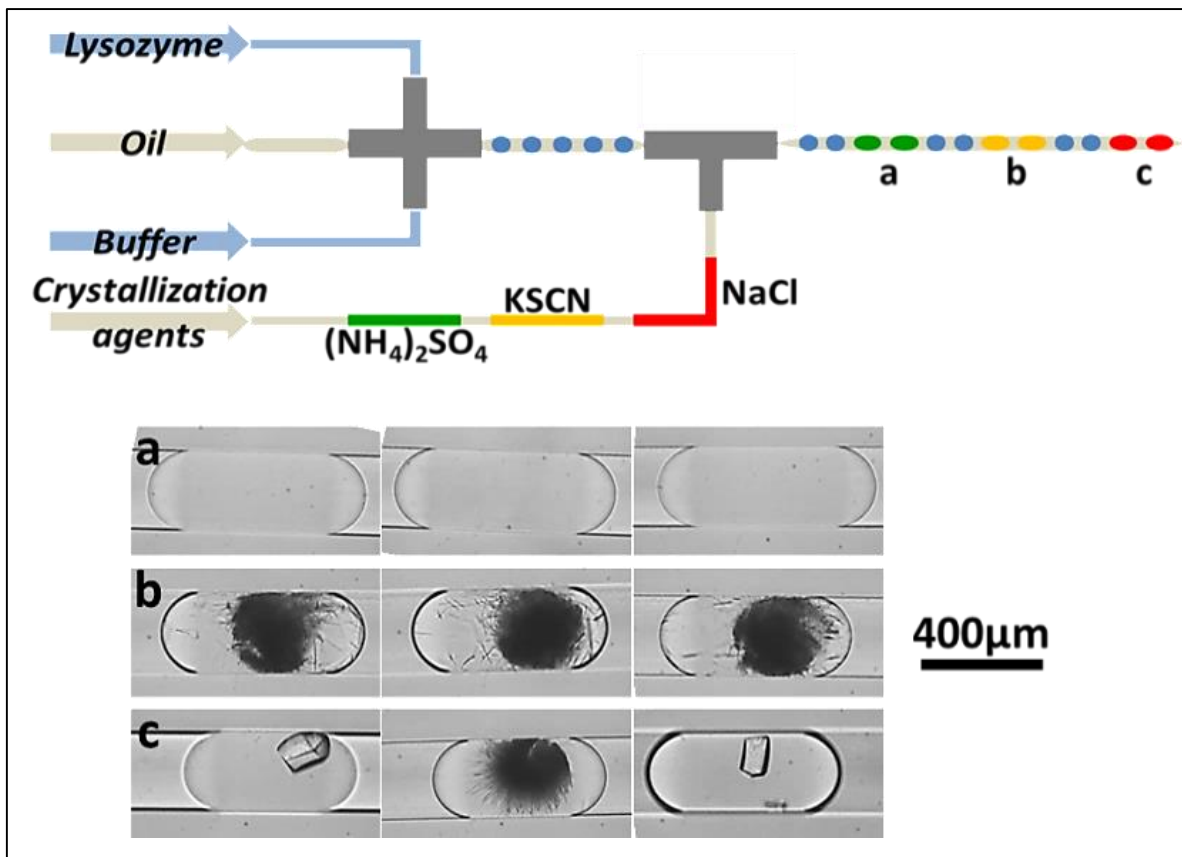 Lysozyme
Oil
Buffer
Crystallization
agents
(NH₄)₂SO₄
KSCN
NaCl
a
b
c
a
b
c
400µm